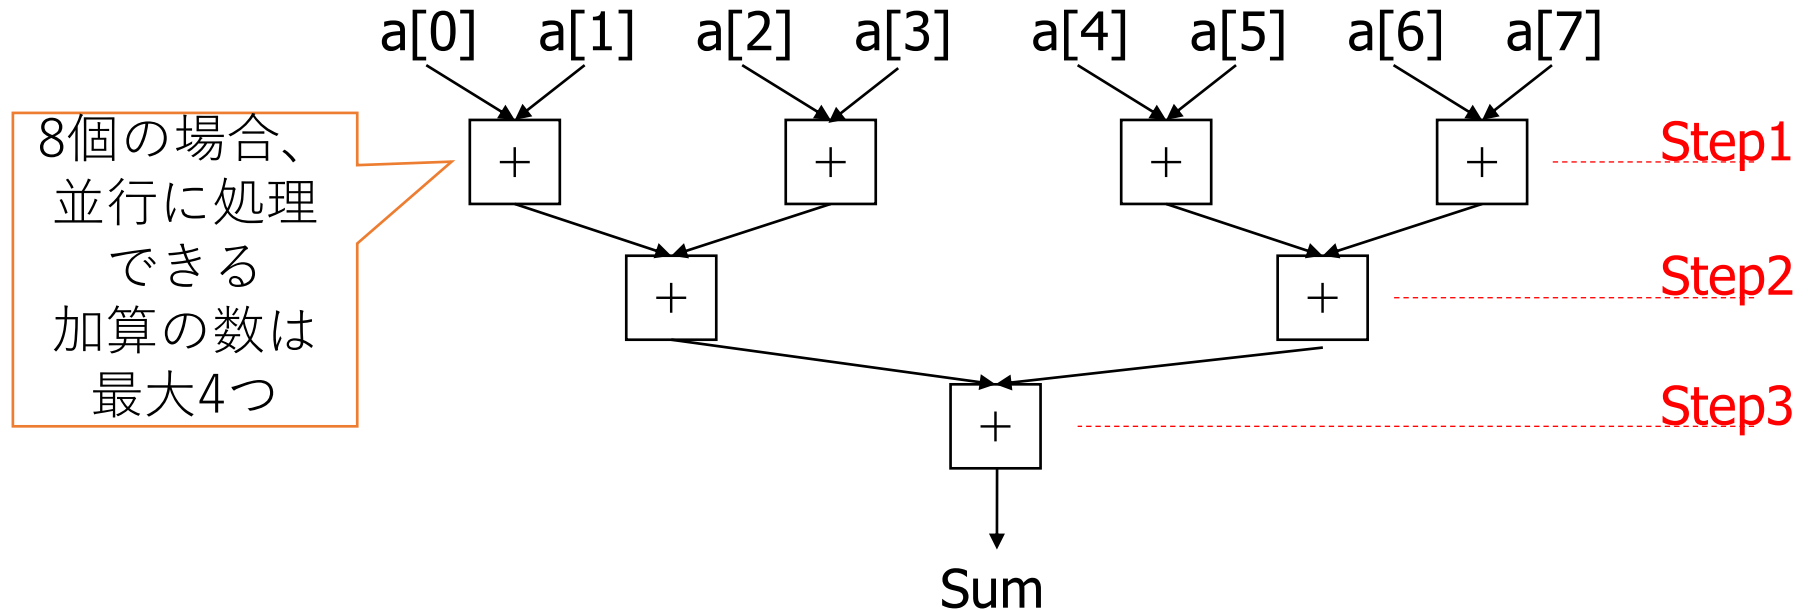 a[0] a[1] a[2] a[3] a[4] a[5] a[6] a[7]
8個の場合、
並行に処理
できる
加算の数は
最大4つ
+ + + +
Step1
+ +
Step2
+
Step3
Sum